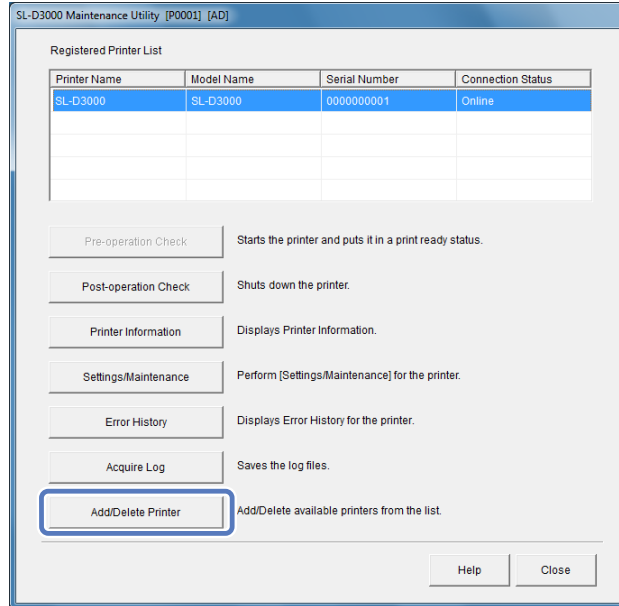 SL-D3000 Maintenance Utility [P0001] [AD]
Registered Printer List
Printer Name Model Name Serial Number Connection Status
SL-D3000 SL-D3000 0000000001 Online
Pre-operation Check Starts the printer and puts it in a print ready status.
Post-operation Check Shuts down the printer.
Printer Information Displays Printer Information.
Settings/Maintenance Perform [Settings/Maintenance] for the printer.
Error History Displays Error History for the printer.
Acquire Log Saves the log files.
Add/Delete Printer Add/Delete available printers from the list.
Help Close